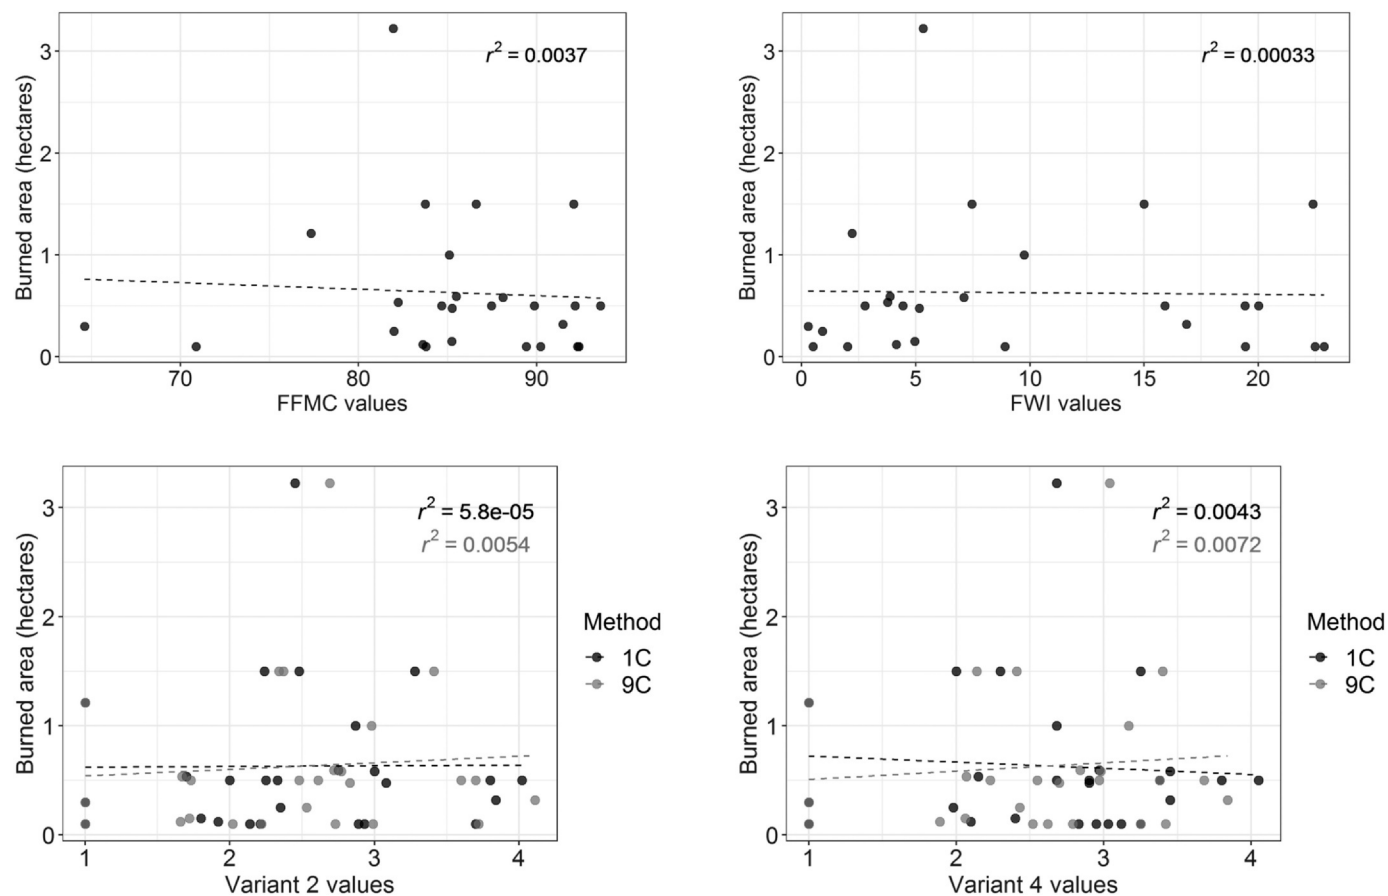 r² = 0.0037
Burned area (hectares)
3
2
1
0
70 80 90
FFMC values
r² = 0.00033
Burned area (hectares)
3
2
1
0
0 5 10 15 20
FWI values
r² = 5.8e-05
r² = 0.0054
Burned area (hectares)
3
2
1
0
1 2 3 4
Variant 2 values
Method
1C
9C
r² = 0.0043
r² = 0.0072
Burned area (hectares)
3
2
1
0
1 2 3 4
Variant 4 values
Method
1C
9C